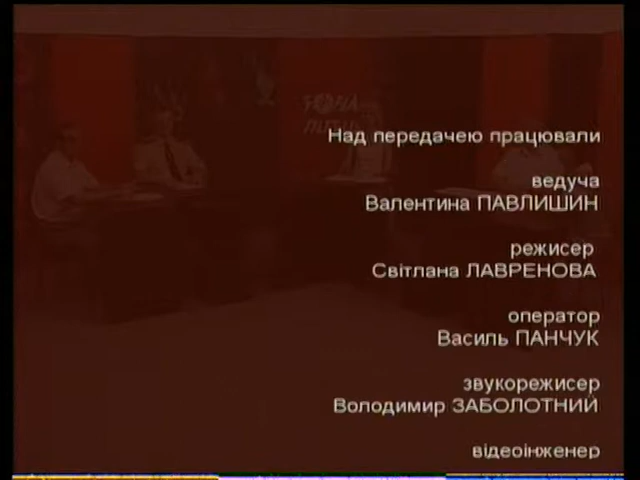 Над передачею працювали
ведуча
Валентина ПАВЛИШИН
режисер
Світлана ЛАВРЕНОВА
оператор
Василь ПАНЧУК
звукорежисер
Володимир ЗАБОЛОТНИЙ
відеоінженер